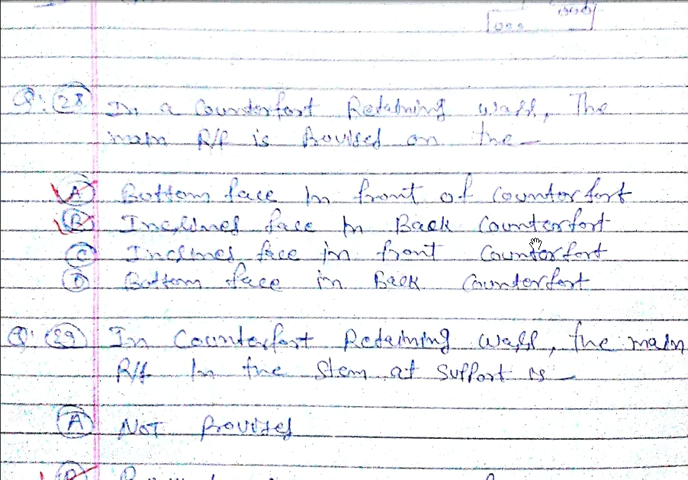 Q: (28) In a Counterfort Retaining wall, The
main R/f is Provided on the —
(A) Bottom face in front of counterfort
(B) Inclined face in Back Counterfort
(C) Inclined face in front Counterfort
(D) Bottom face in Back Counterfort
Q: (29) In Counterfort Retaining wall, the main
R/f in the stem at support is —
(A) Not Provided